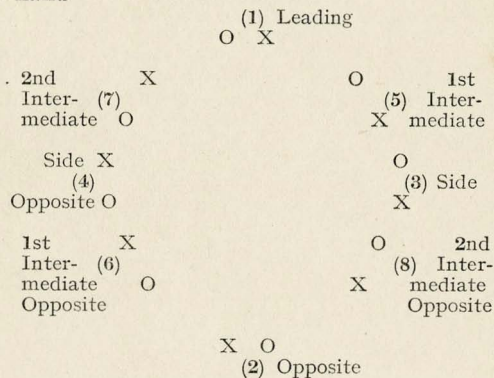 (1) Leading
O X
. 2nd X O 1st
Inter- (7) (5) Inter-
mediate O X mediate
Side X O
(4) (3) Side
Opposite O X
1st X O 2nd
Inter- (6) (8) Inter-
mediate O X mediate
Opposite Opposite
X O
(2) Opposite